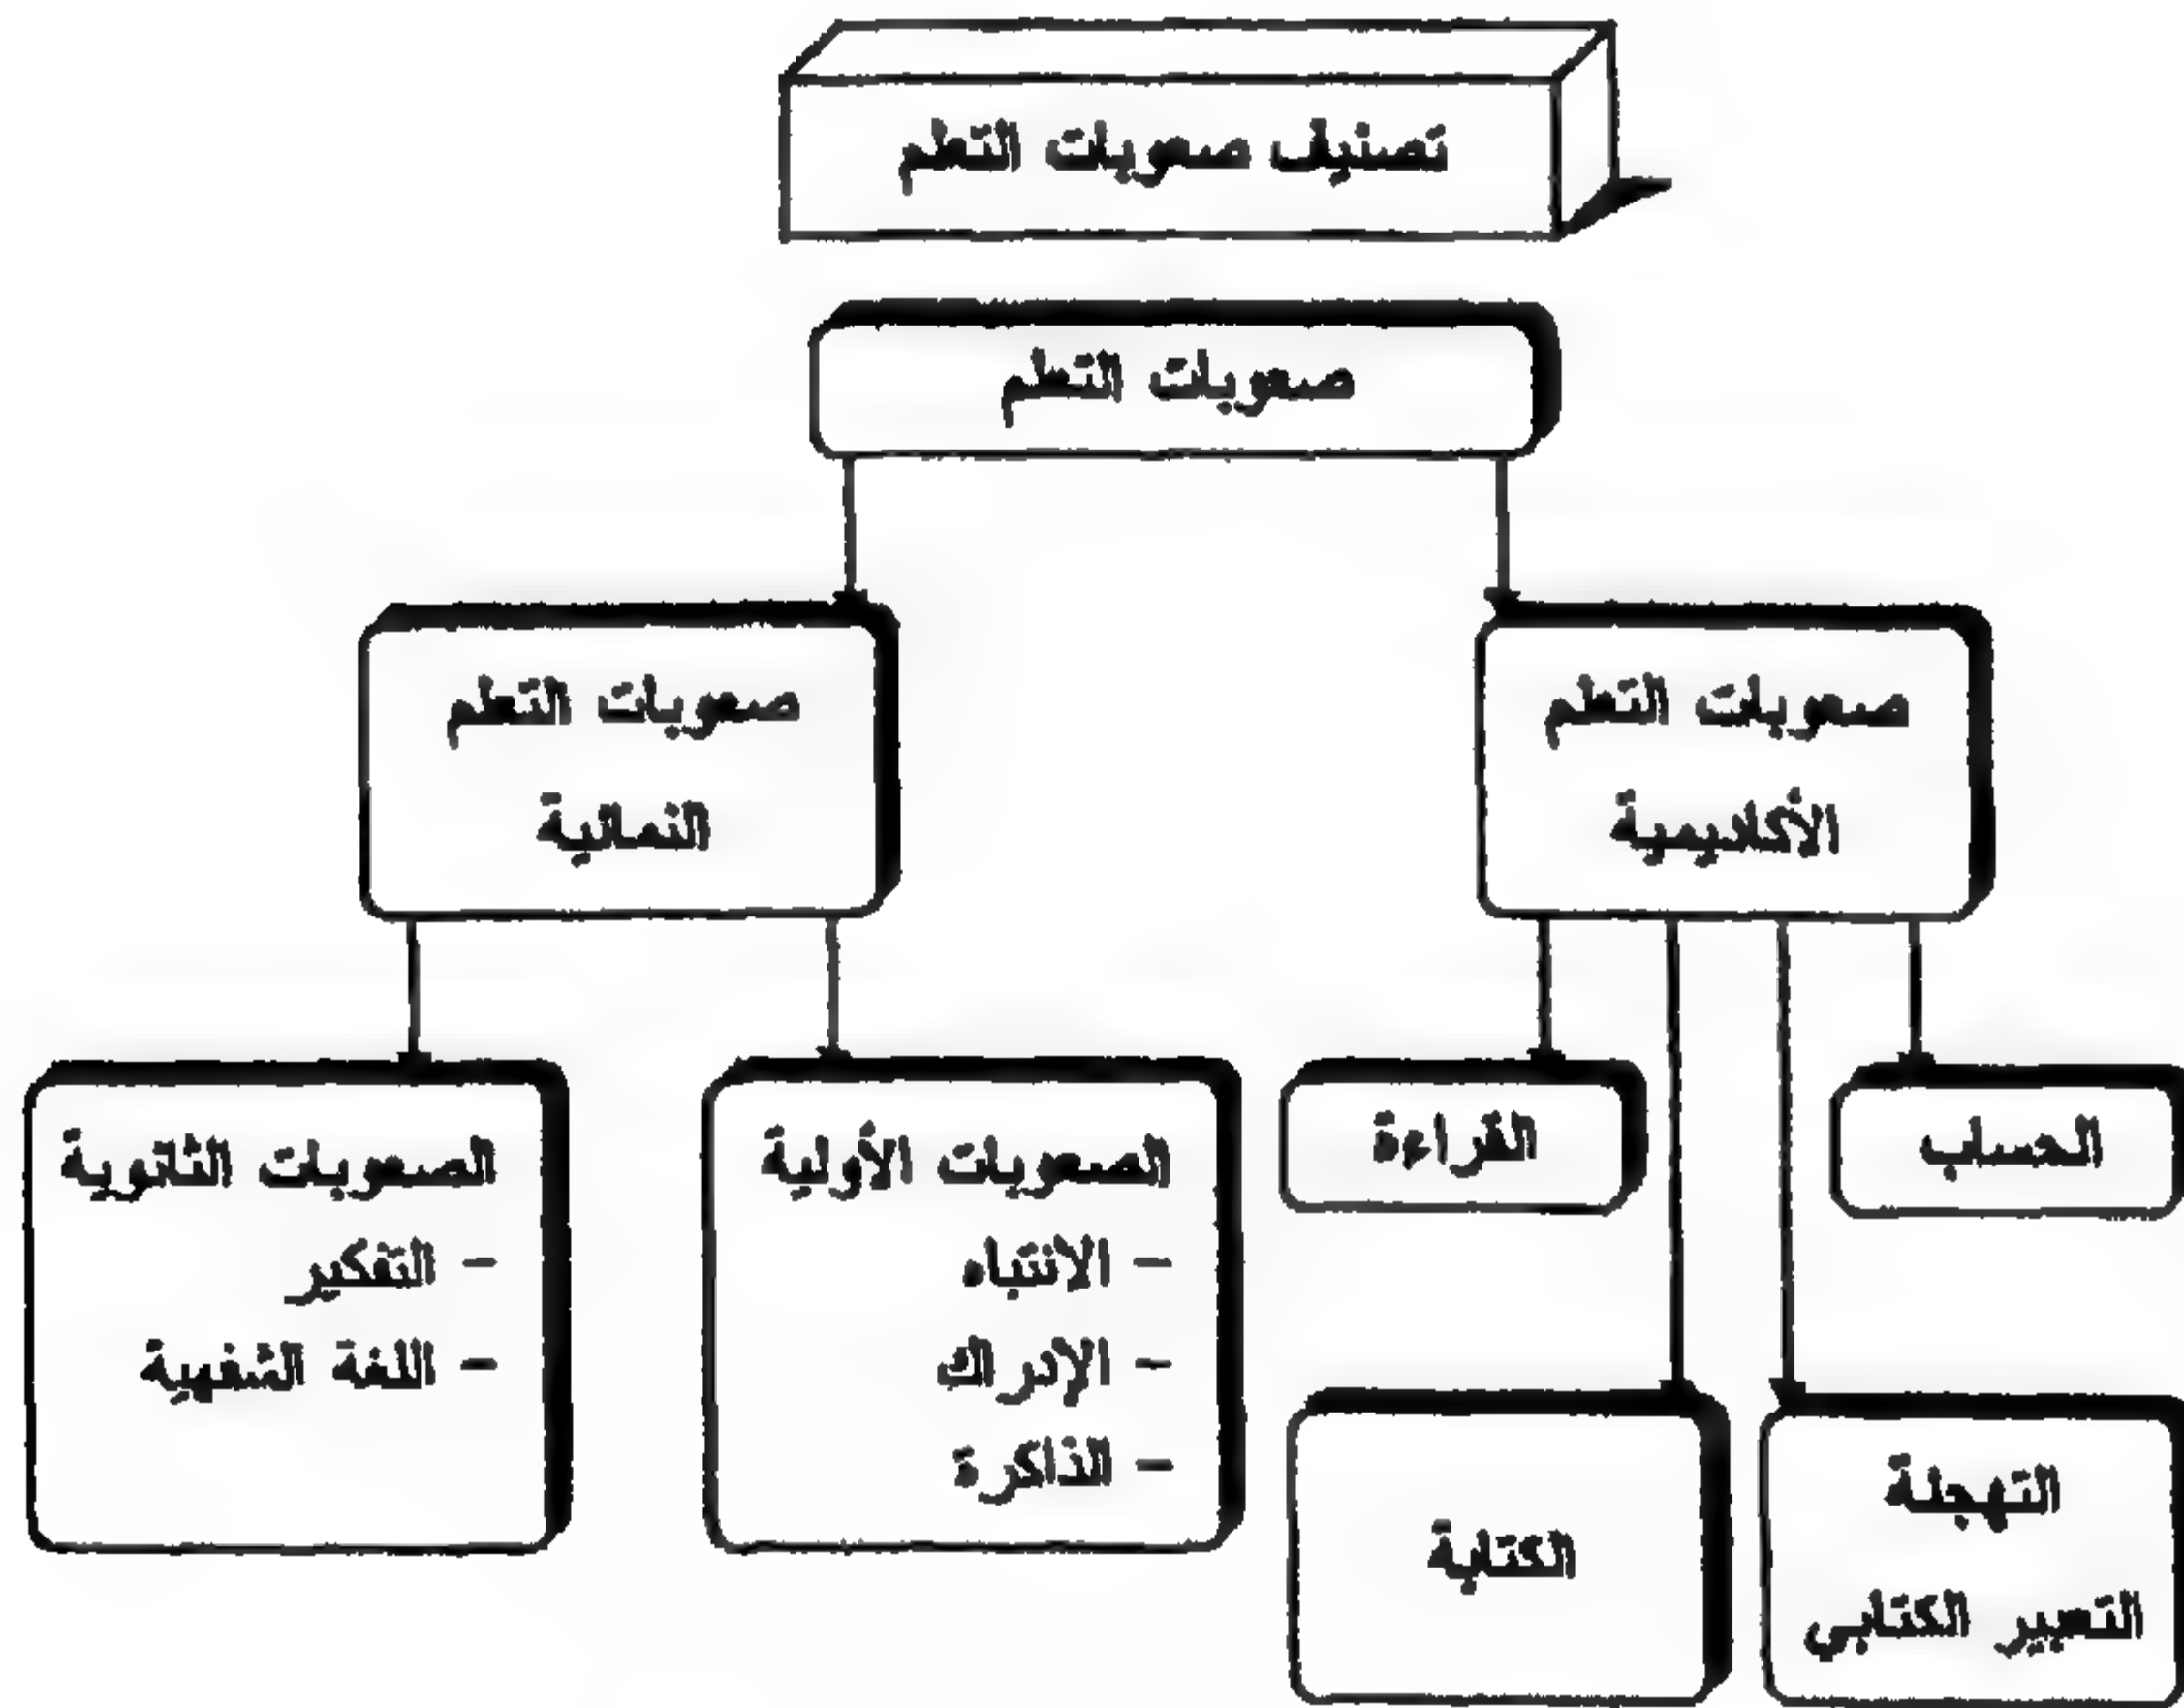 تصنيف صعوبات التعلم
صعوبات التعلم
صعوبات التعلم
الأكاديمية
صعوبات التعلم
النمائية
الحساب
القراءة
التهجئة
التعبير الكتابي
الكتابة
الصعوبات الأولية
- الانتباه
- الإدراك
- الذاكرة
الصعوبات الثانوية
- التفكير
- اللغة الشفهية